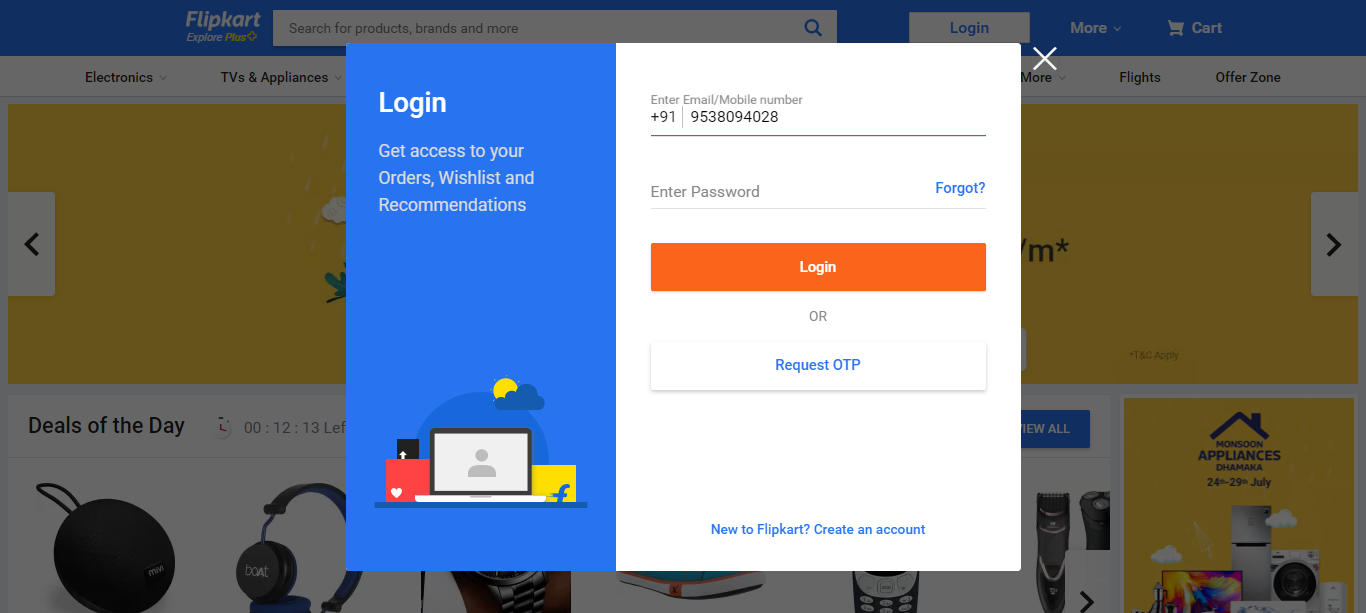 Flipkart
Explore Plus
Search for products, brands and more
Login
More
Cart
Electronics
TVs & Appliances
More
Flights
Offer Zone
Login
Get access to your
Orders, Wishlist and
Recommendations
Enter Email/Mobile number
+91 9538094028
Enter Password
Forgot?
Login
OR
Request OTP
New to Flipkart? Create an account
/m*
*T&C Apply
Deals of the Day
00 : 12 : 13 Lef
VIEW ALL
MONSOON
APPLIANCES
DHAMAKA
24th-29th July
mivi
boAt